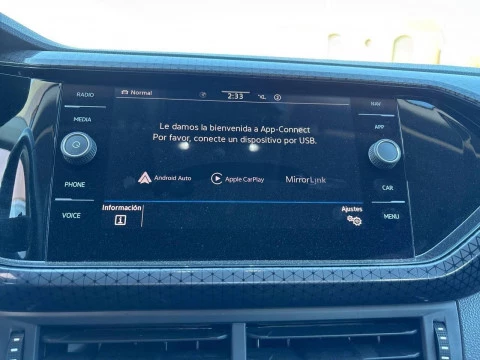 RADIO
MEDIA
PHONE
VOICE
Normal
2:33
Le damos la bienvenida a App-Connect
Por favor, conecte un dispositivo por USB.
Android Auto
Apple CarPlay
MirrorLink
Información
Ajustes
NAV
APP
CAR
MENU